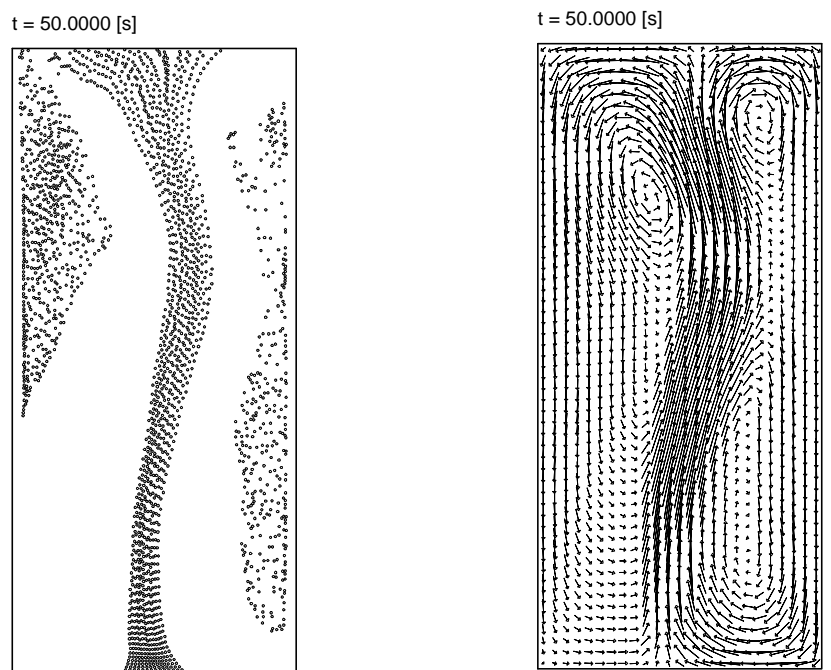 t = 50.0000 [s]
t = 50.0000 [s]